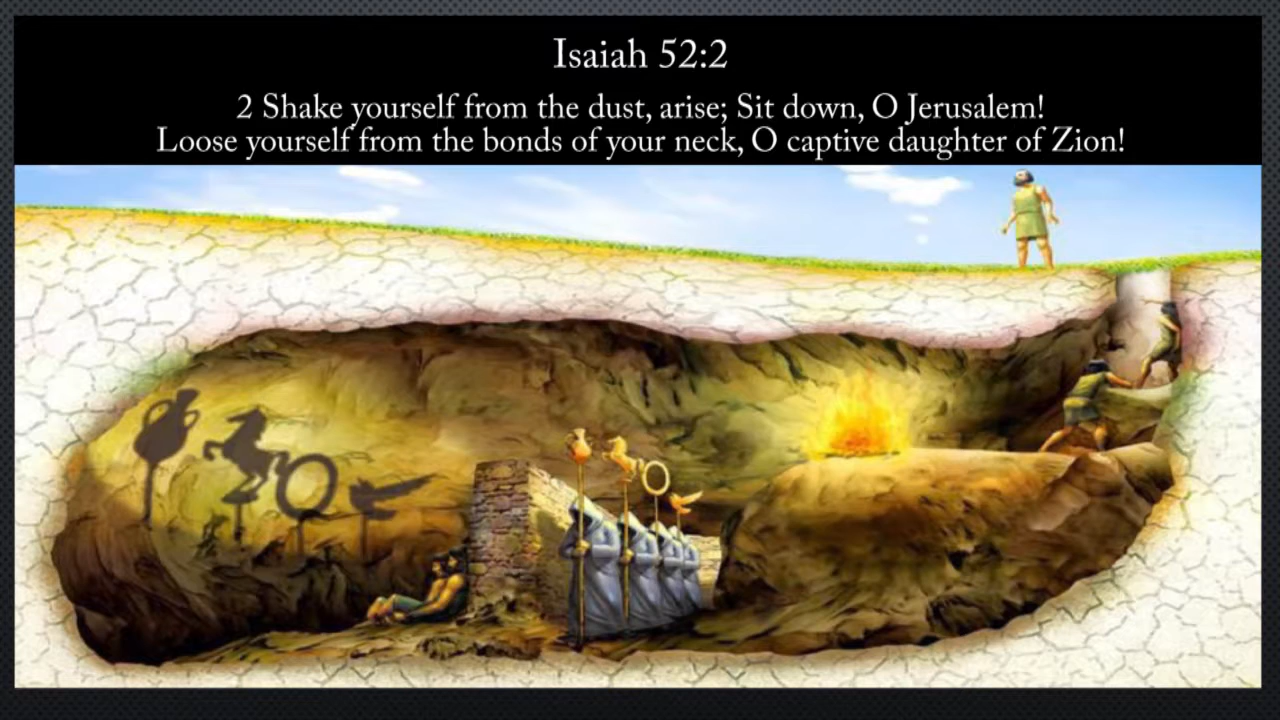 Isaiah 52:2
2 Shake yourself from the dust, arise; Sit down, O Jerusalem!
Loose yourself from the bonds of your neck, O captive daughter of Zion!